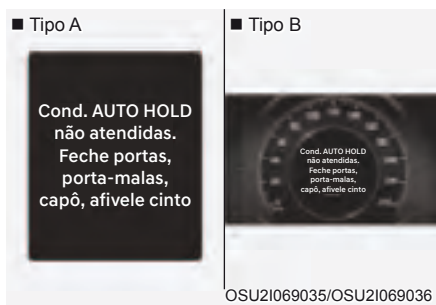 ■ Tipo A
Cond. AUTO HOLD
não atendidas.
Feche portas,
porta-malas,
capô, afivele cinto
■ Tipo B
Cond. AUTO HOLD
não atendidas.
Feche portas,
porta-malas,
capô, afivele cinto
OSU2I069035/OSU2I069036